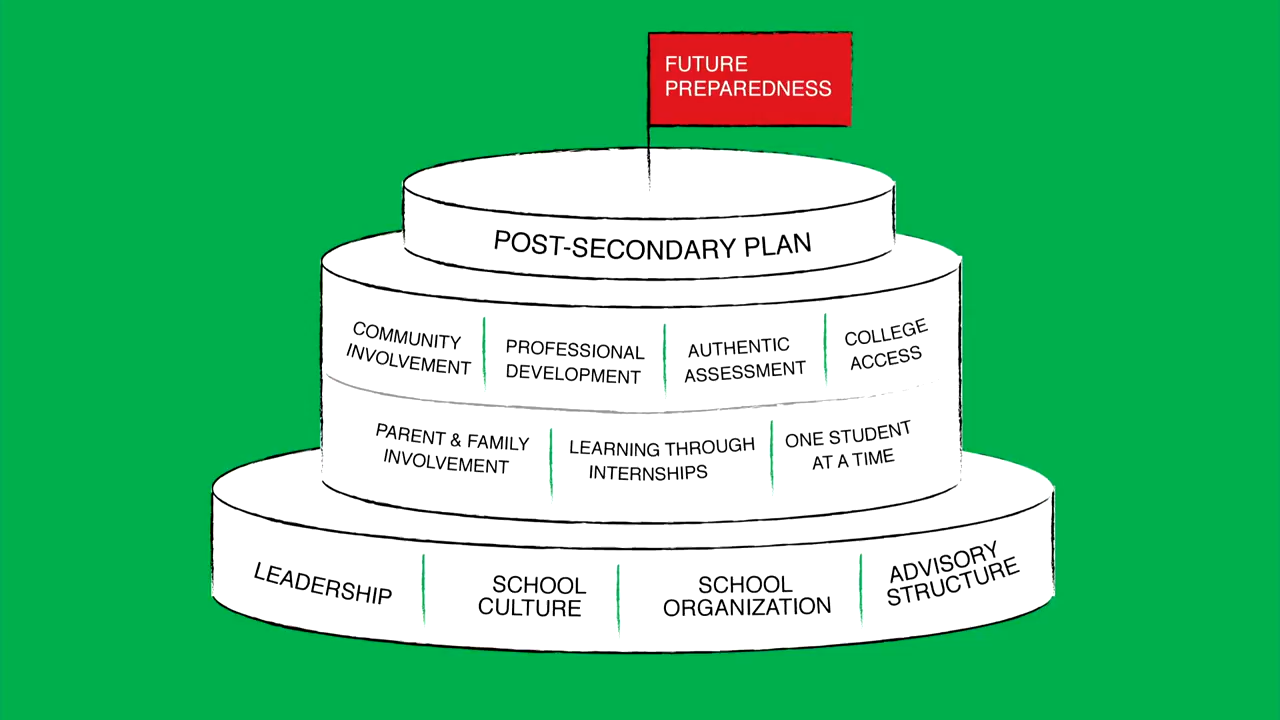 FUTURE
PREPAREDNESS
POST-SECONDARY PLAN
COMMUNITY
INVOLVEMENT
PROFESSIONAL
DEVELOPMENT
AUTHENTIC
ASSESSMENT
COLLEGE
ACCESS
PARENT & FAMILY
INVOLVEMENT
LEARNING THROUGH
INTERNSHIPS
ONE STUDENT
AT A TIME
LEADERSHIP
SCHOOL
CULTURE
SCHOOL
ORGANIZATION
ADVISORY
STRUCTURE